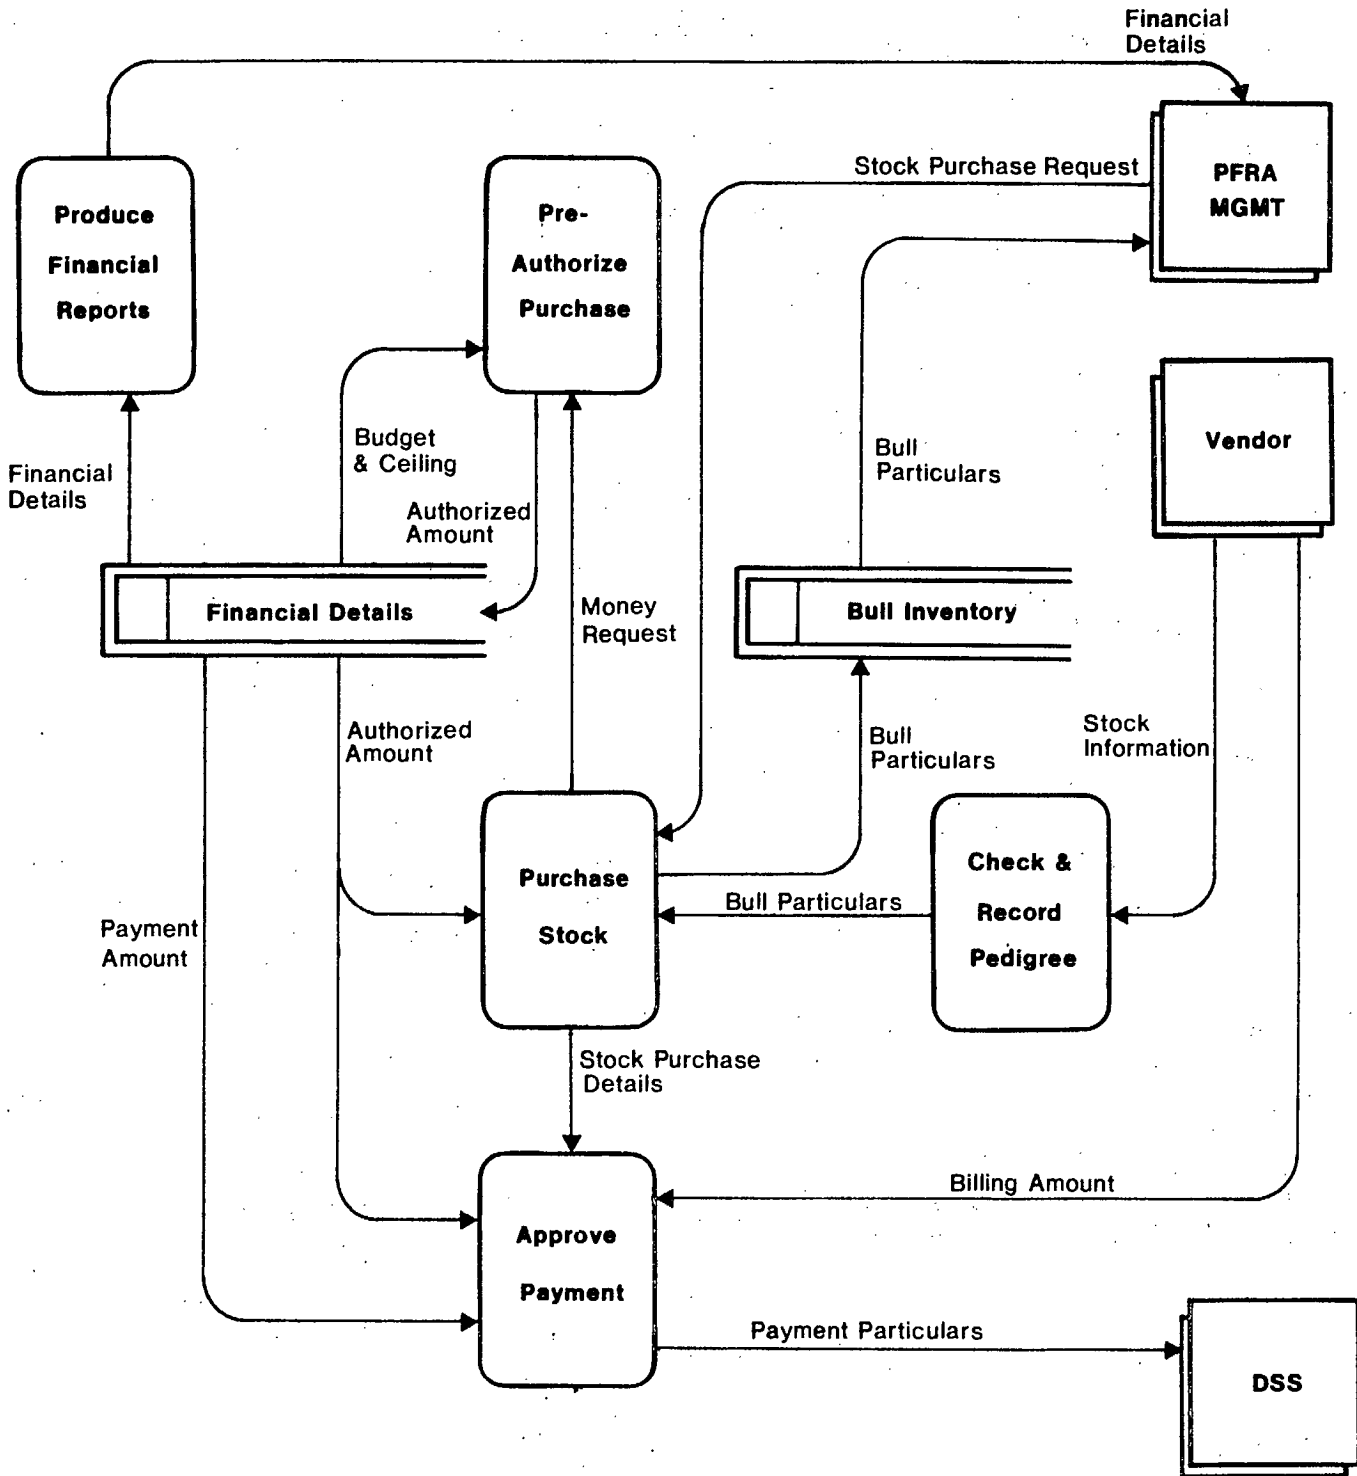 Financial
Details
Stock Purchase Request
PFRA
MGMT
Produce
Financial
Reports
Pre-
Authorize
Purchase
Budget
& Ceiling
Bull
Particulars
Vendor
Financial
Details
Authorized
Amount
Financial Details
Money
Request
Bull Inventory
Authorized
Amount
Bull
Particulars
Stock
Information
Purchase
Stock
Bull Particulars
Check &
Record
Pedigree
Payment
Amount
Stock Purchase
Details
Billing Amount
Approve
Payment
Payment Particulars
DSS